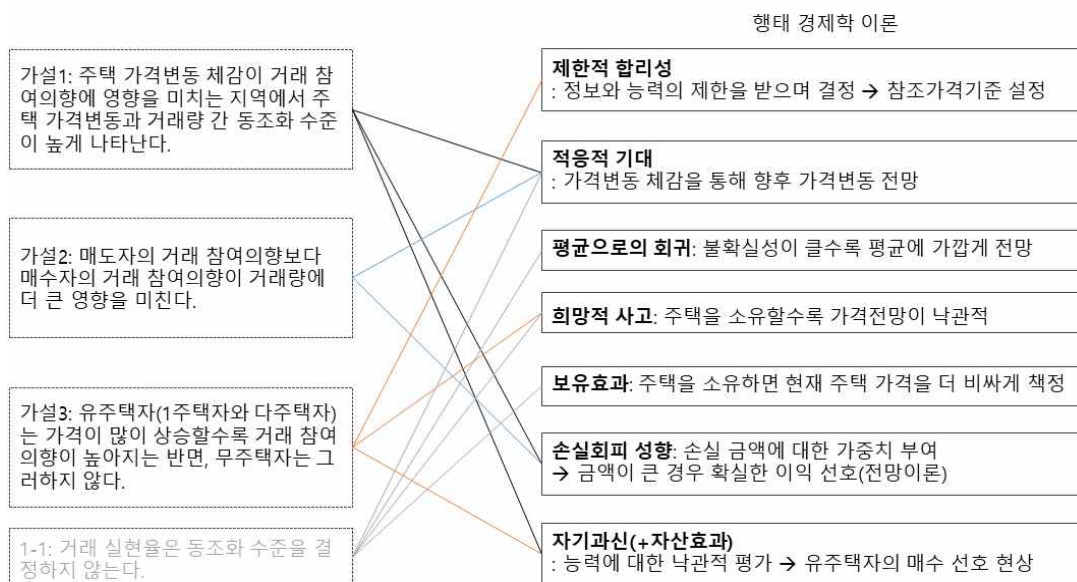 행태 경제학 이론
가설1: 주택 가격변동 체감이 거래 참
여의향에 영향을 미치는 지역에서 주
택 가격변동과 거래량 간 동조화 수준
이 높게 나타난다.
가설2: 매도자의 거래 참여의향보다
매수자의 거래 참여의향이 거래량에
더 큰 영향을 미친다.
가설3: 유주택자(1주택자와 다주택자)
는 가격이 많이 상승할수록 거래 참여
의향이 높아지는 반면, 무주택자는 그
러하지 않다.
1-1: 거래 실현율은 동조화 수준을 결
정하지 않는다.
제한적 합리성
: 정보와 능력의 제한을 받으며 결정 → 참조가격기준 설정
적응적 기대
: 가격변동 체감을 통해 향후 가격변동 전망
평균으로의 회귀: 불확실성이 클수록 평균에 가깝게 전망
희망적 사고: 주택을 소유할수록 가격전망이 낙관적
보유효과: 주택을 소유하면 현재 주택 가격을 더 비싸게 책정
손실회피 성향: 손실 금액에 대한 가중치 부여
→ 금액이 큰 경우 확실한 이익 선호(전망이론)
자기과신(+자산효과)
: 능력에 대한 낙관적 평가 → 유주택자의 매수 선호 현상